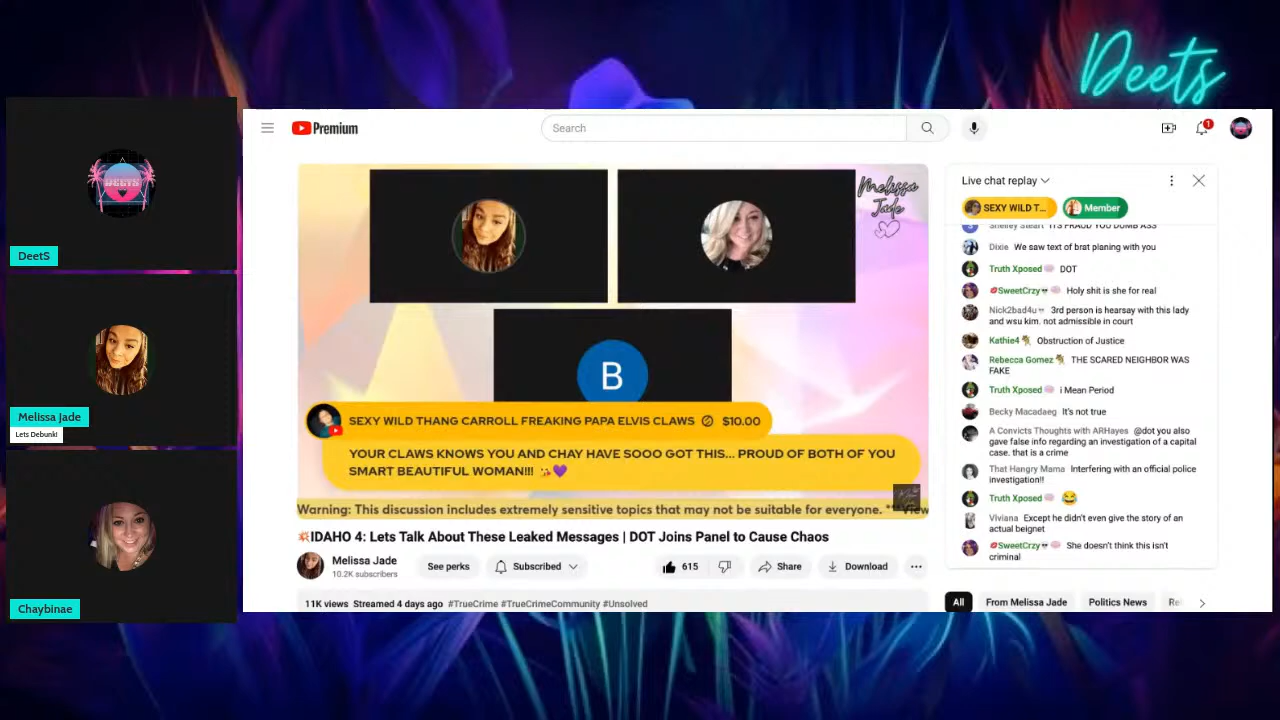 Deets
DEETS
DeetS
Melissa Jade
Lets Debunk!
Chaybinae
Premium
Search
1
Melissa
Jade
B
SEXY WILD THANG CARROLL FREAKING PAPA ELVIS CLAWS $10.00
YOUR CLAWS KNOWS YOU AND CHAY HAVE SOOO GOT THIS... PROUD OF BOTH OF YOU
SMART BEAUTIFUL WOMAN!!! 💜
Warning: This discussion includes extremely sensitive topics that may not be suitable for everyone. ***View
💥IDAHO 4: Lets Talk About These Leaked Messages | DOT Joins Panel to Cause Chaos
Melissa Jade
10.2K subscribers
See perks
Subscribed
615
Share
Download
11K views Streamed 4 days ago #TrueCrime #TrueCrimeCommunity #Unsolved
Live chat replay
SEXY WILD T...
Member
Shelley Steart ITS FRAUD YOU DUMB ASS
Dixie We saw text of brat planing with you
Truth Xposed🧠 DOT
💋SweetCrzy💀🧠 Holy shit is she for real
Nick2bad4u 3rd person is hearsay with this lady
and wsu kim. not admissible in court
Kathie4 Obstruction of Justice
Rebecca Gomez THE SCARED NEIGHBOR WAS
FAKE
Truth Xposed🧠 i Mean Period
Becky Macadaeg It's not true
A Convicts Thoughts with ARHayes @dot you also
gave false info regarding an investigation of a capital
case. that is a crime
That Hangry Mama Interfering with an official police
investigation!!
Truth Xposed🧠 😂
Viviana Except he didn't even give the story of an
actual beignet
💋SweetCrzy💀🧠 She doesn't think this isn't
criminal
All
From Melissa Jade
Politics News